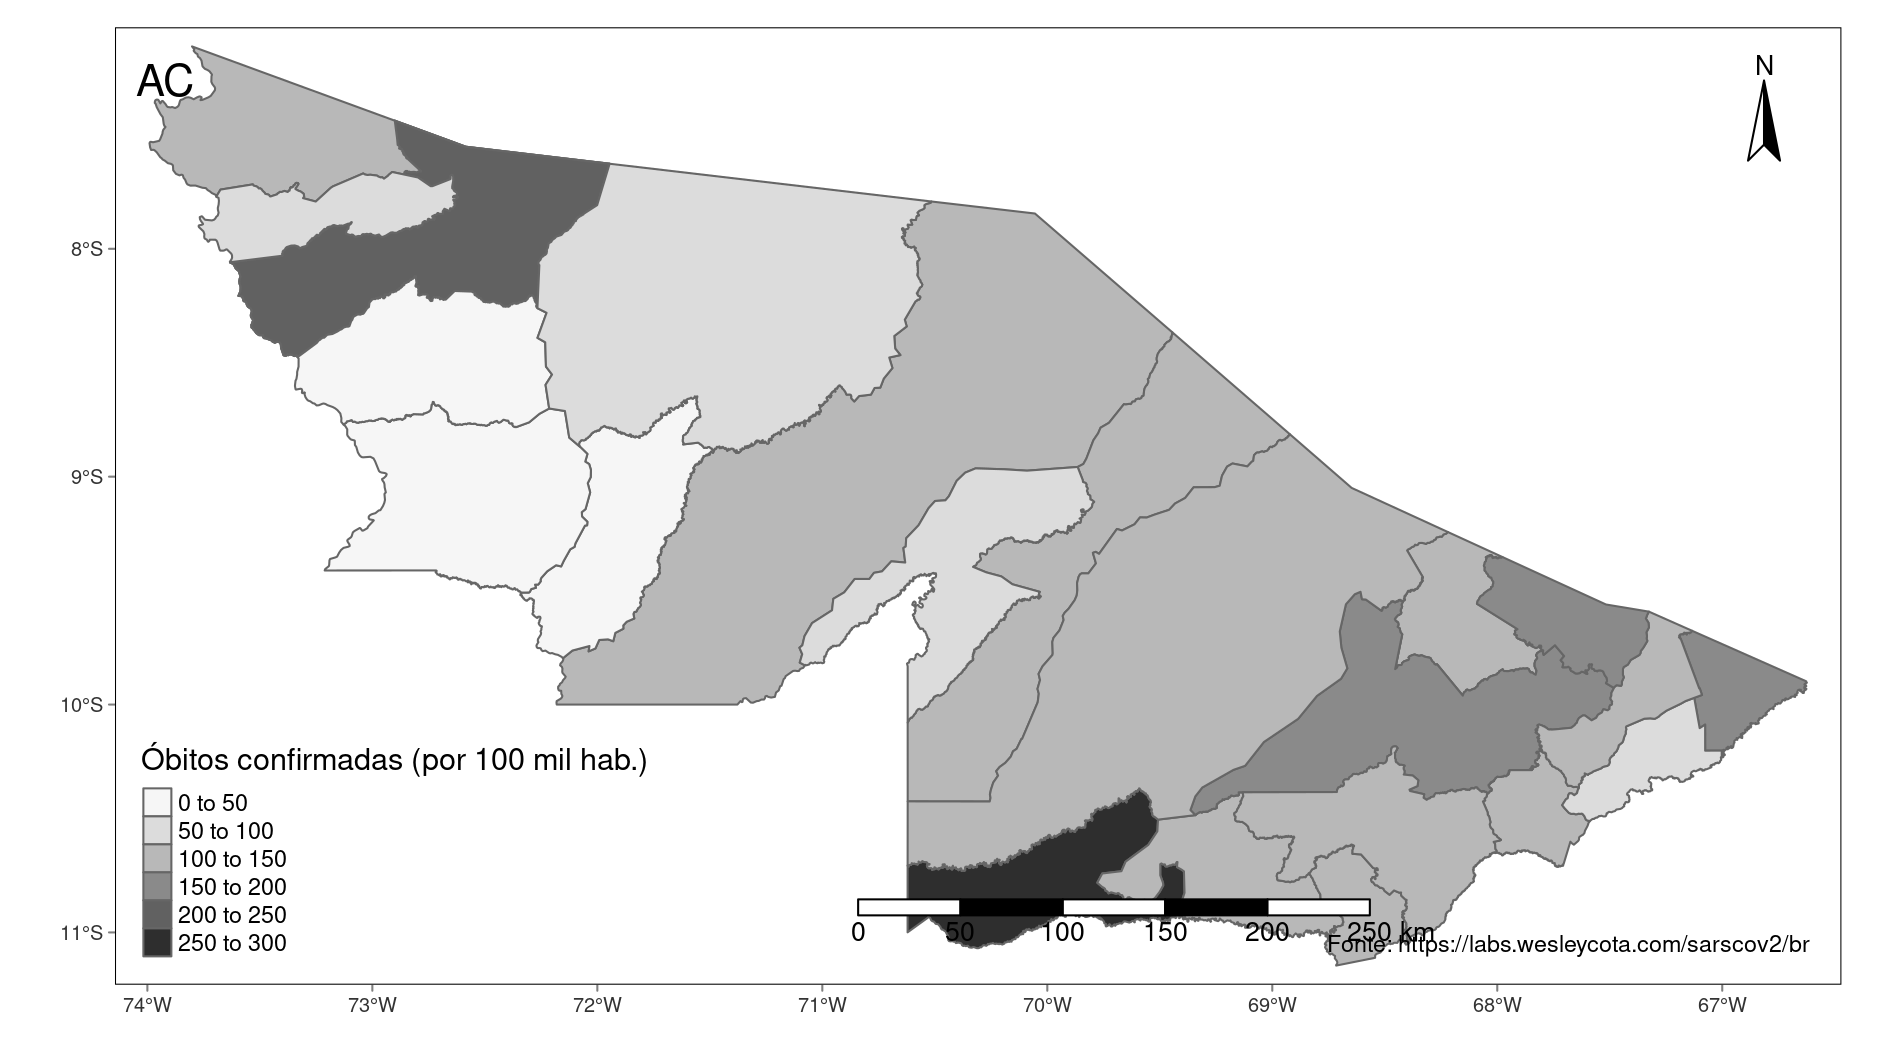 AC
N
8°S
9°S
10°S
11°S
Óbitos confirmadas (por 100 mil hab.)
0 to 50
50 to 100
100 to 150
150 to 200
200 to 250
250 to 300
0 50 100 150 200 250 km
Fonte: https://labs.wesleycota.com/sarscov2/br
74°W 73°W 72°W 71°W 70°W 69°W 68°W 67°W